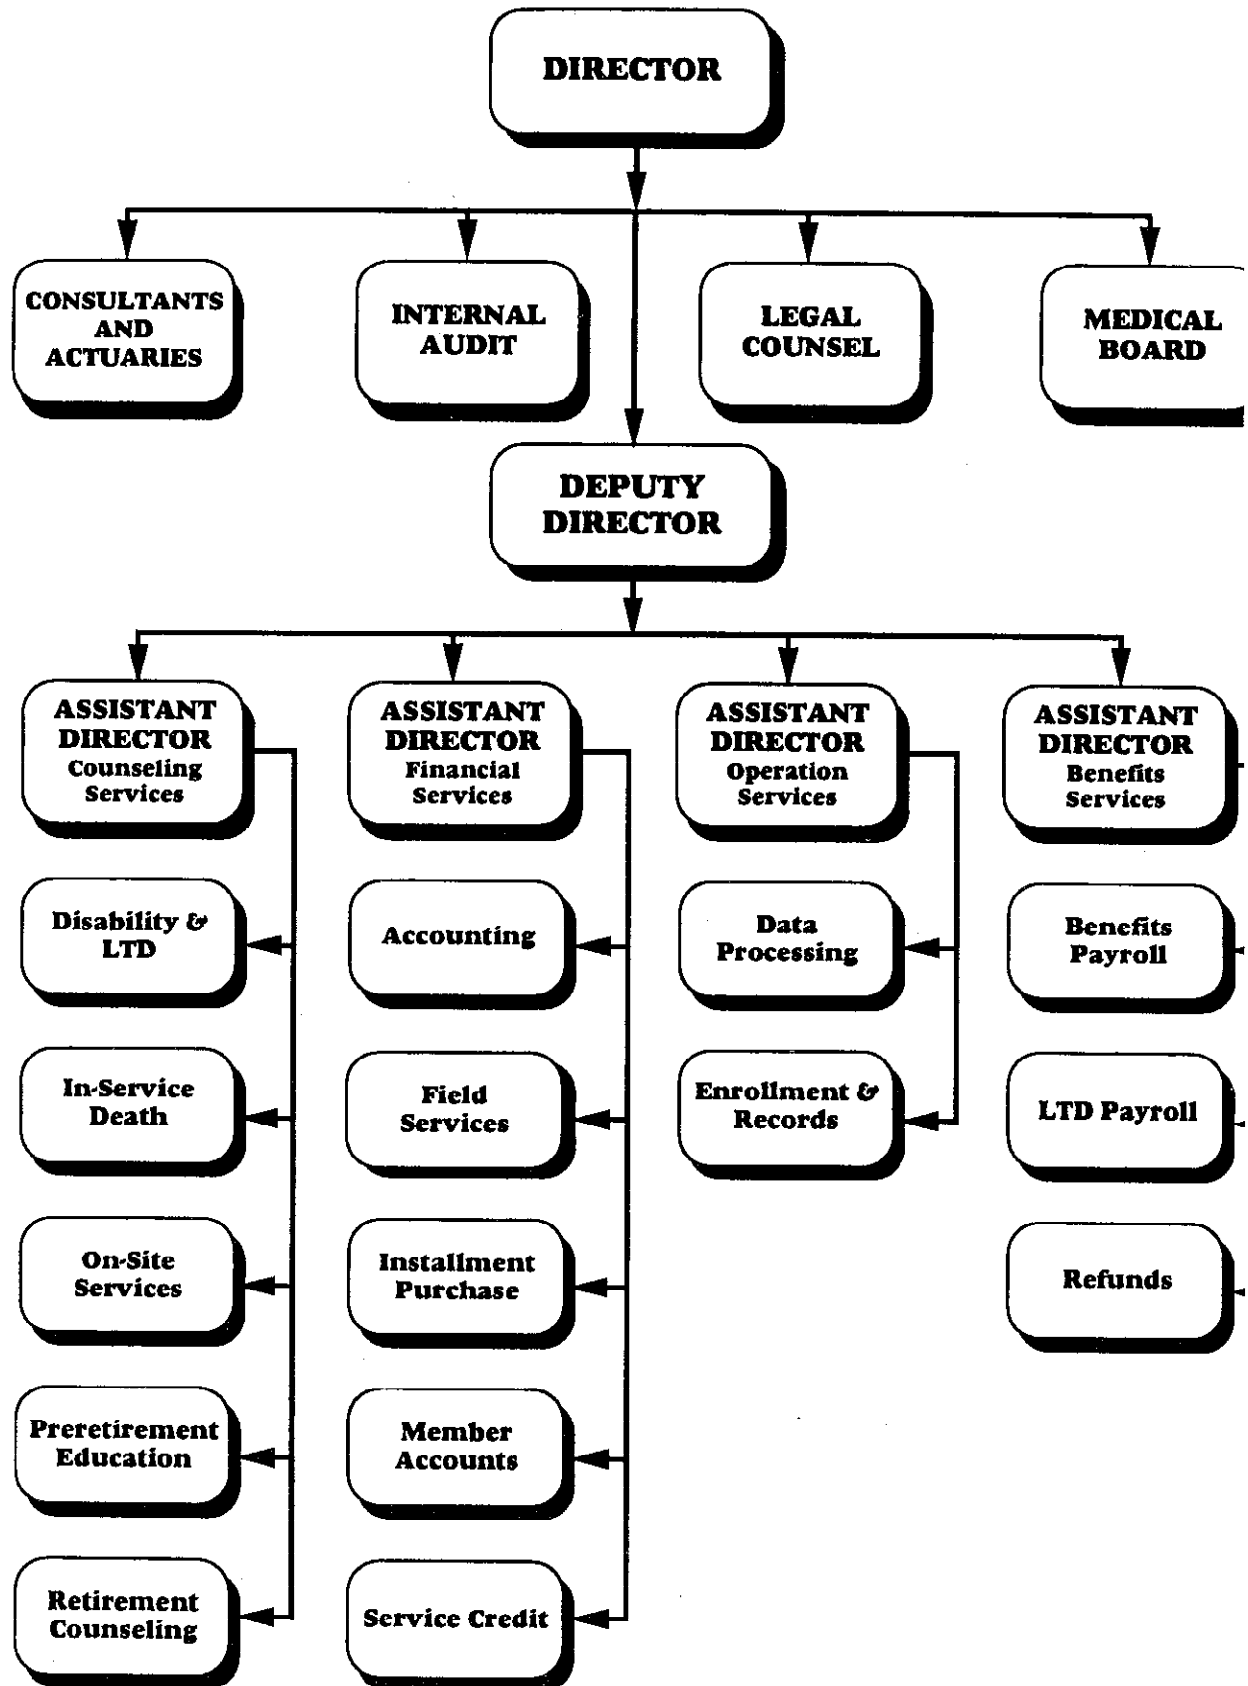 DIRECTOR
CONSULTANTS
AND
ACTUARIES
INTERNAL
AUDIT
LEGAL
COUNSEL
MEDICAL
BOARD
DEPUTY
DIRECTOR
ASSISTANT
DIRECTOR
Counseling
Services
ASSISTANT
DIRECTOR
Financial
Services
ASSISTANT
DIRECTOR
Operation
Services
ASSISTANT
DIRECTOR
Benefits
Services
Disability &
LTD
Accounting
Data
Processing
Benefits
Payroll
In-Service
Death
Field
Services
Enrollment &
Records
LTD Payroll
On-Site
Services
Installment
Purchase
Refunds
Preretirement
Education
Member
Accounts
Retirement
Counseling
Service Credit